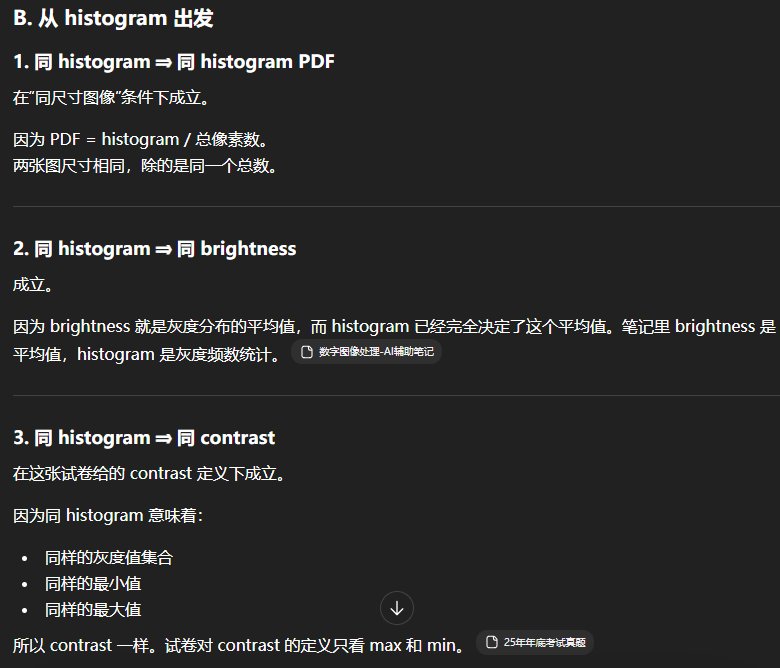 B. 从 histogram 出发
1. 同 histogram ⇒ 同 histogram PDF
在“同尺寸图像”条件下成立。
因为 PDF = histogram / 总像素数。
两张图尺寸相同，除的是同一个总数。
2. 同 histogram ⇒ 同 brightness
成立。
因为 brightness 就是灰度分布的平均值，而 histogram 已经完全决定了这个平均值。笔记里 brightness 是
平均值，histogram 是灰度频数统计。 数字图像处理-AI辅助笔记
3. 同 histogram ⇒ 同 contrast
在这张试卷给的 contrast 定义下成立。
因为同 histogram 意味着：
• 同样的灰度值集合
• 同样的最小值
• 同样的最大值
所以 contrast 一样。试卷对 contrast 的定义只看 max 和 min。 25年年底考试真题